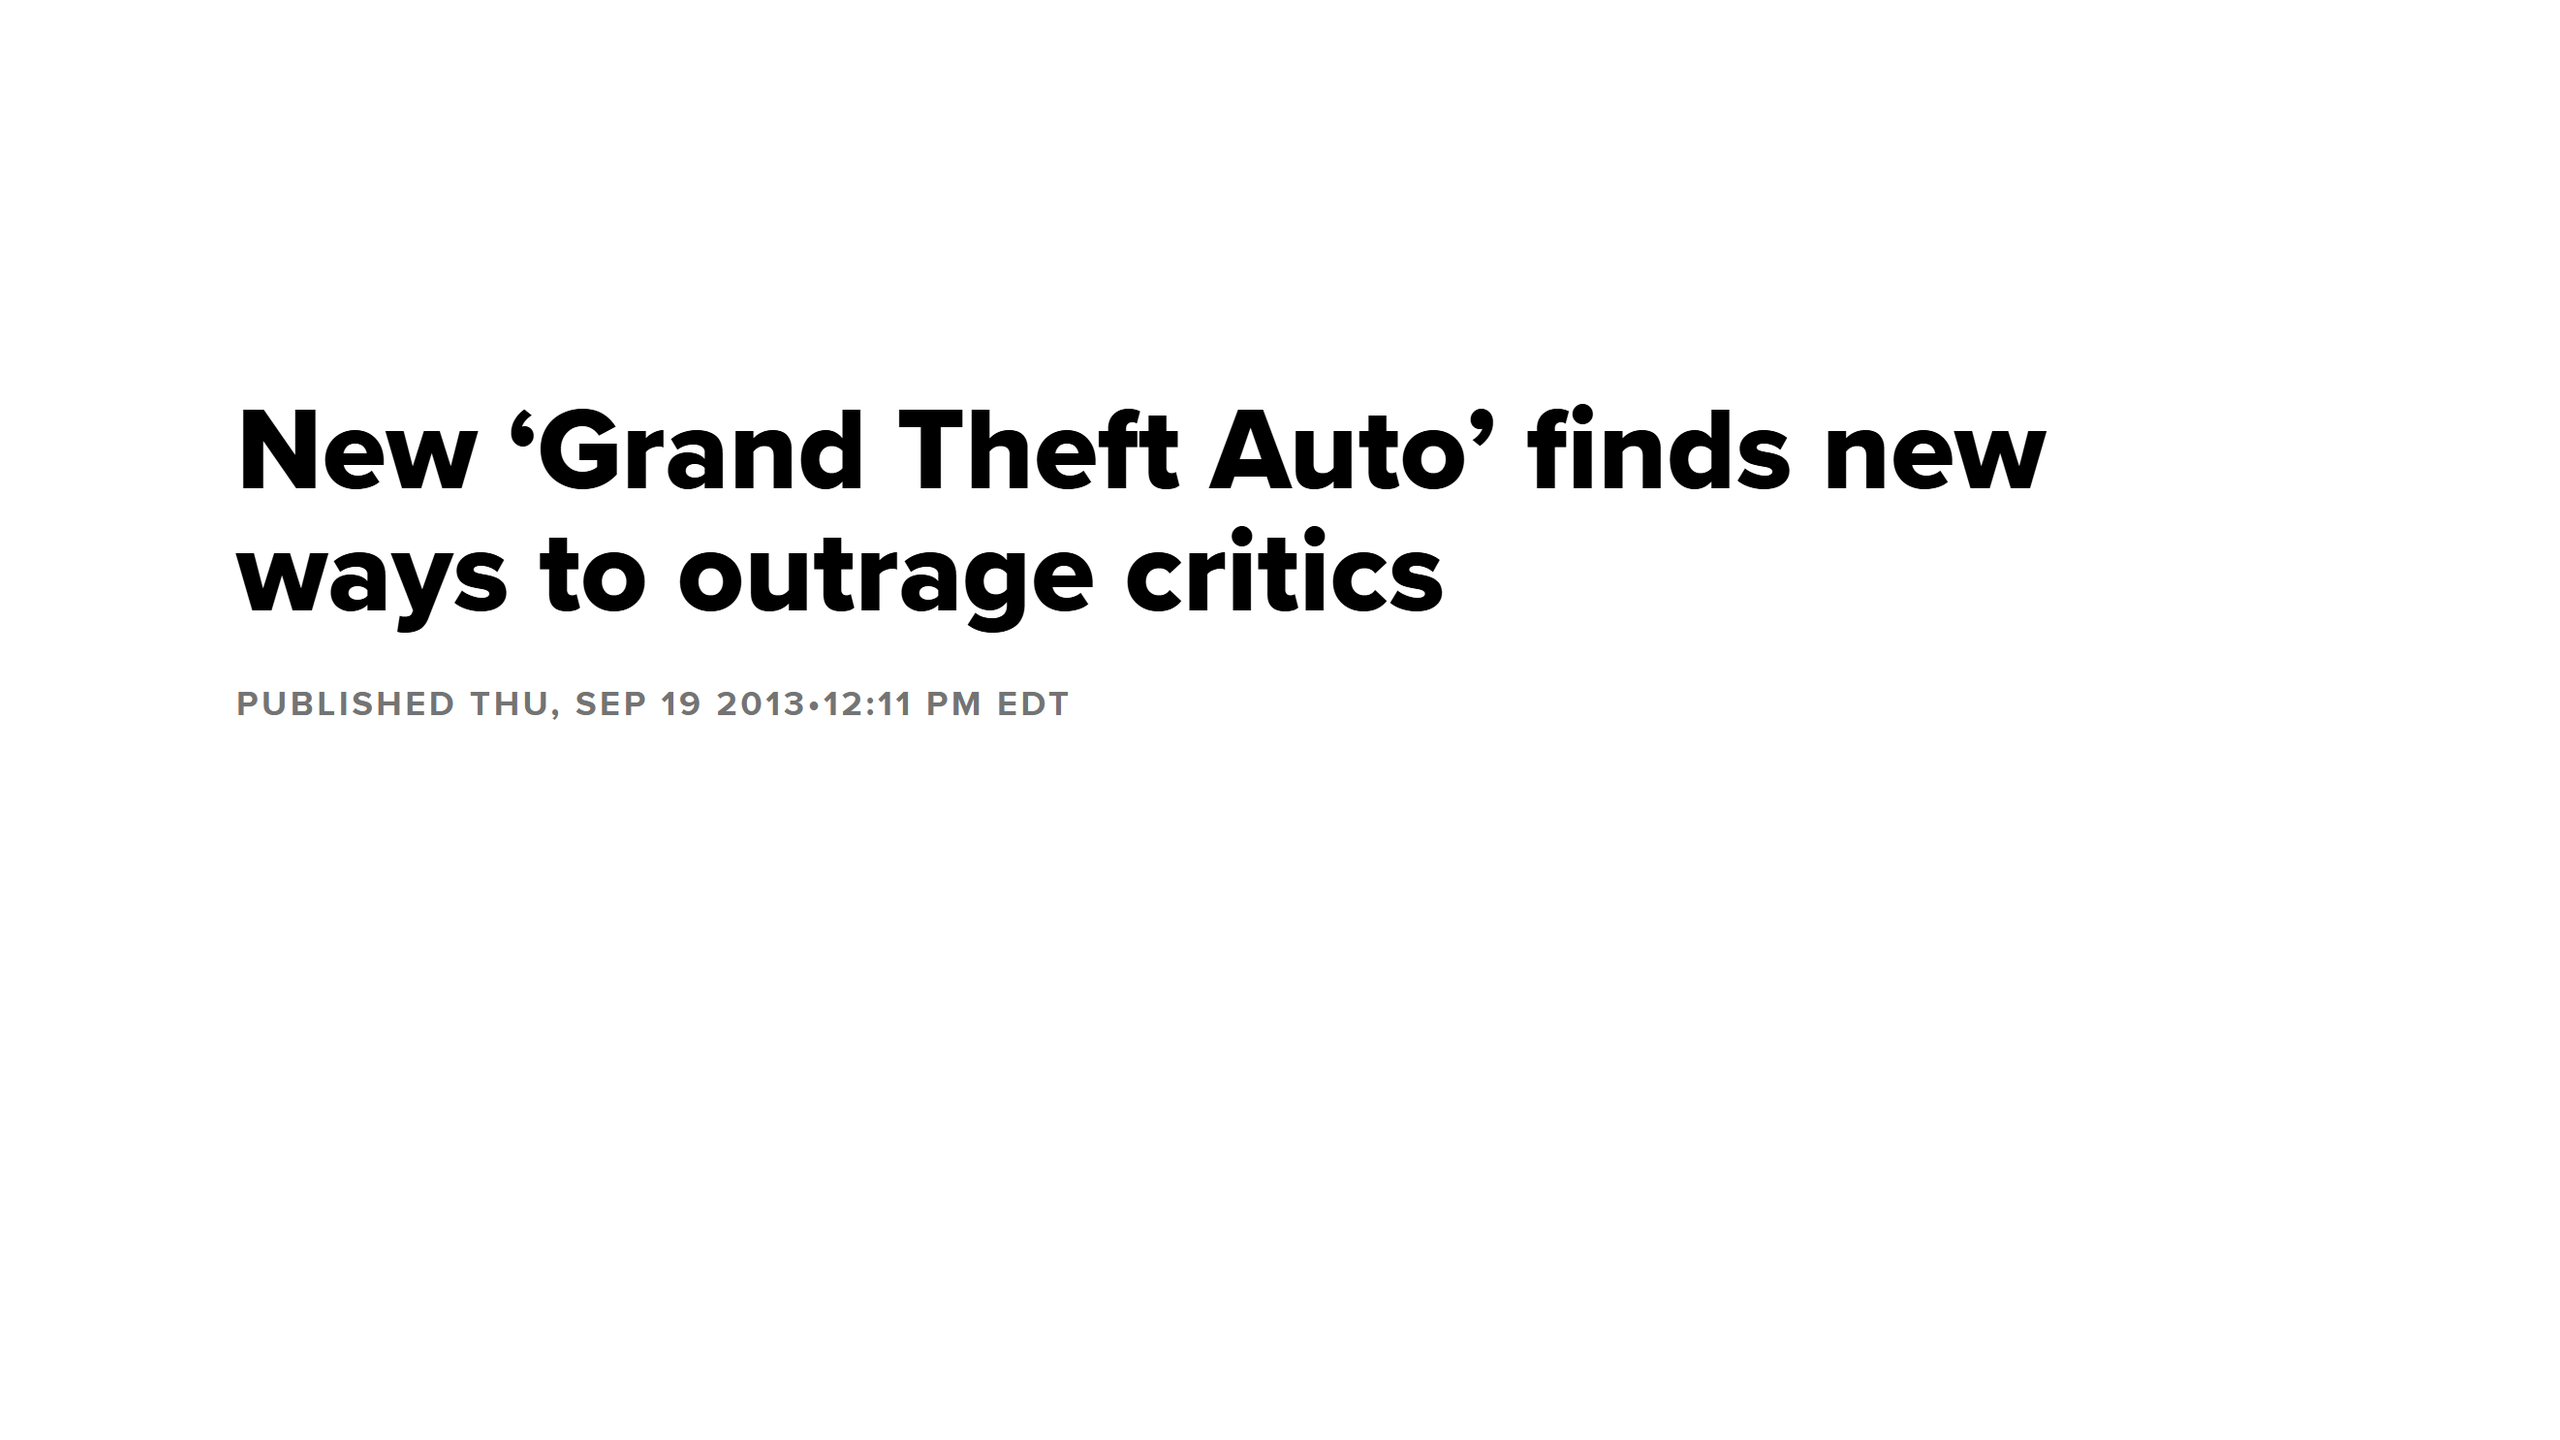 New ‘Grand Theft Auto’ finds new
ways to outrage critics
PUBLISHED THU, SEP 19 2013•12:11 PM EDT